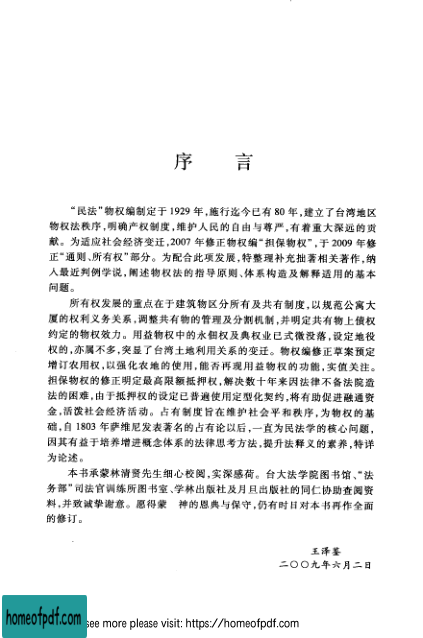 序　言
“民法”物权编制定于 1929 年,施行迄今已有 80 年,建立了台湾地区
物权法秩序,明确产权制度,维护人民的自由与尊严,有着重大深远的贡
献。为适应社会经济变迁,2007 年修正物权编“担保物权”,于 2009 年修
正“通则、所有权”部分。为配合此项发展,特整理补充拙著相关著作,纳
入最近判例学说,阐述物权法的指导原则、体系构造及解释适用的基本
问题。
所有权发展的重点在于建筑物区分所有及共有制度,以规范公寓大
厦的权利义务关系,调整共有物的管理及分割机制,并明定共有物上债权
约定的物权效力。用益物权中的永佃权及典权业已式微没落,设定地役
权的,亦属不多,突显了台湾土地利用关系的变迁。物权编修正草案预定
增订农用权,以强化农地的使用,能否再现用益物权的功能,实值关注。
担保物权的修正明定最高限额抵押权,解决数十年来因法律不备法院造
法的困难,由于抵押权的设定已普遍使用定型化契约,将有助促进融通资
金,活泼社会经济活动。占有制度旨在维护社会平和秩序,为物权的基
础,自 1803 年萨维尼发表著名的占有论以后,一直为民法学的核心问题,
因其有益于培养增进概念体系的法律思考方法,提升法释义的素养,特详
为论述。
本书承蒙林清贤先生细心校阅,实深感荷。台大法学院图书馆、“法
务部”司法官训练所图书室、学林出版社及月旦出版社的同仁协助查阅资
料,并致诚挚谢意。愿得蒙　神的恩典与保守,仍有时日对本书再作全面
的修订。
王泽鉴
二〇〇九年六月二日
homeofpdf.com
see more please visit: https://homeofpdf.com